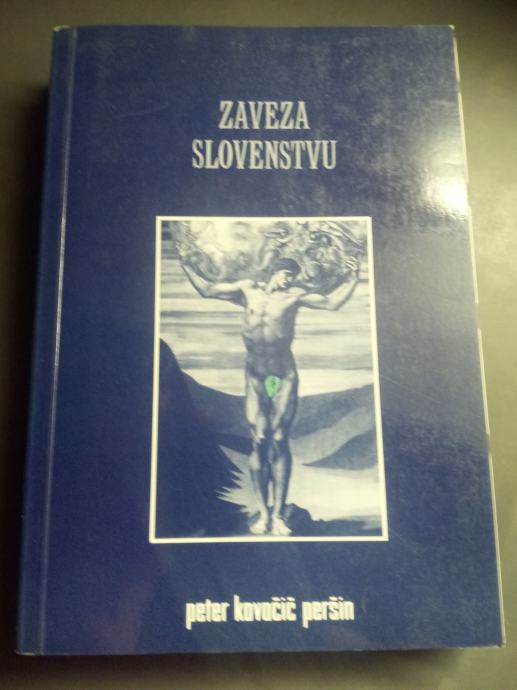 ZAVEZA
SLOVENSTVU
peter kovačič peršin